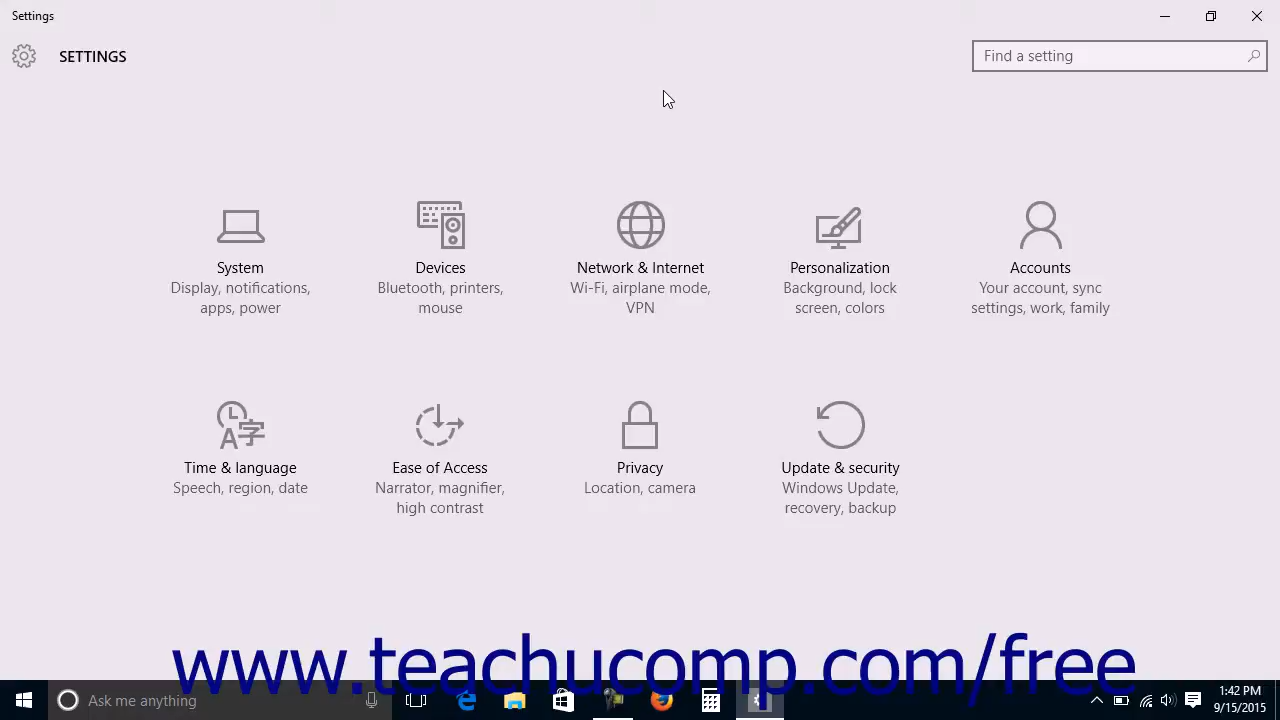 Settings
SETTINGS
Find a setting
System
Display, notifications,
apps, power
Devices
Bluetooth, printers,
mouse
Network & Internet
Wi-Fi, airplane mode,
VPN
Personalization
Background, lock
screen, colors
Accounts
Your account, sync
settings, work, family
Time & language
Speech, region, date
Ease of Access
Narrator, magnifier,
high contrast
Privacy
Location, camera
Update & security
Windows Update,
recovery, backup
www.teachucomp.com/free
Ask me anything
1:42 PM
9/15/2015